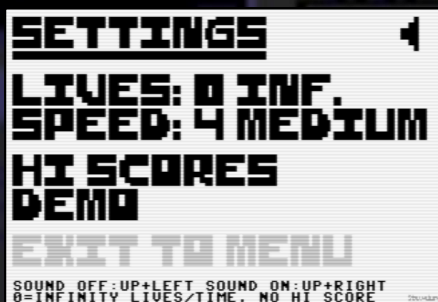 SETTINGS
LIVES: 0 INF.
SPEED: 4 MEDIUM
HI SCORES
DEMO
EXIT TO MENU
SOUND OFF:UP+LEFT SOUND ON:UP+RIGHT
0=INFINITY LIVES/TIME. NO HI SCORE